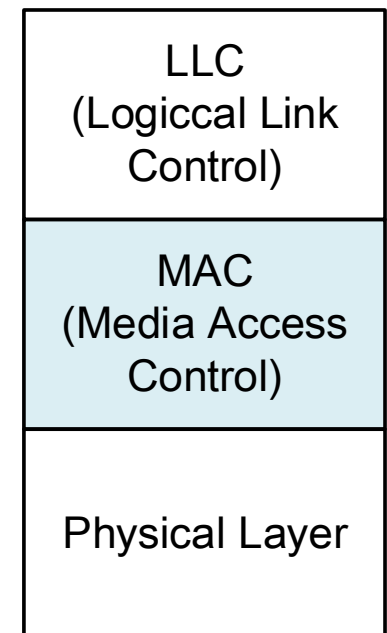 LLC
(Logiccal Link
Control)
MAC
(Media Access
Control)
Physical Layer